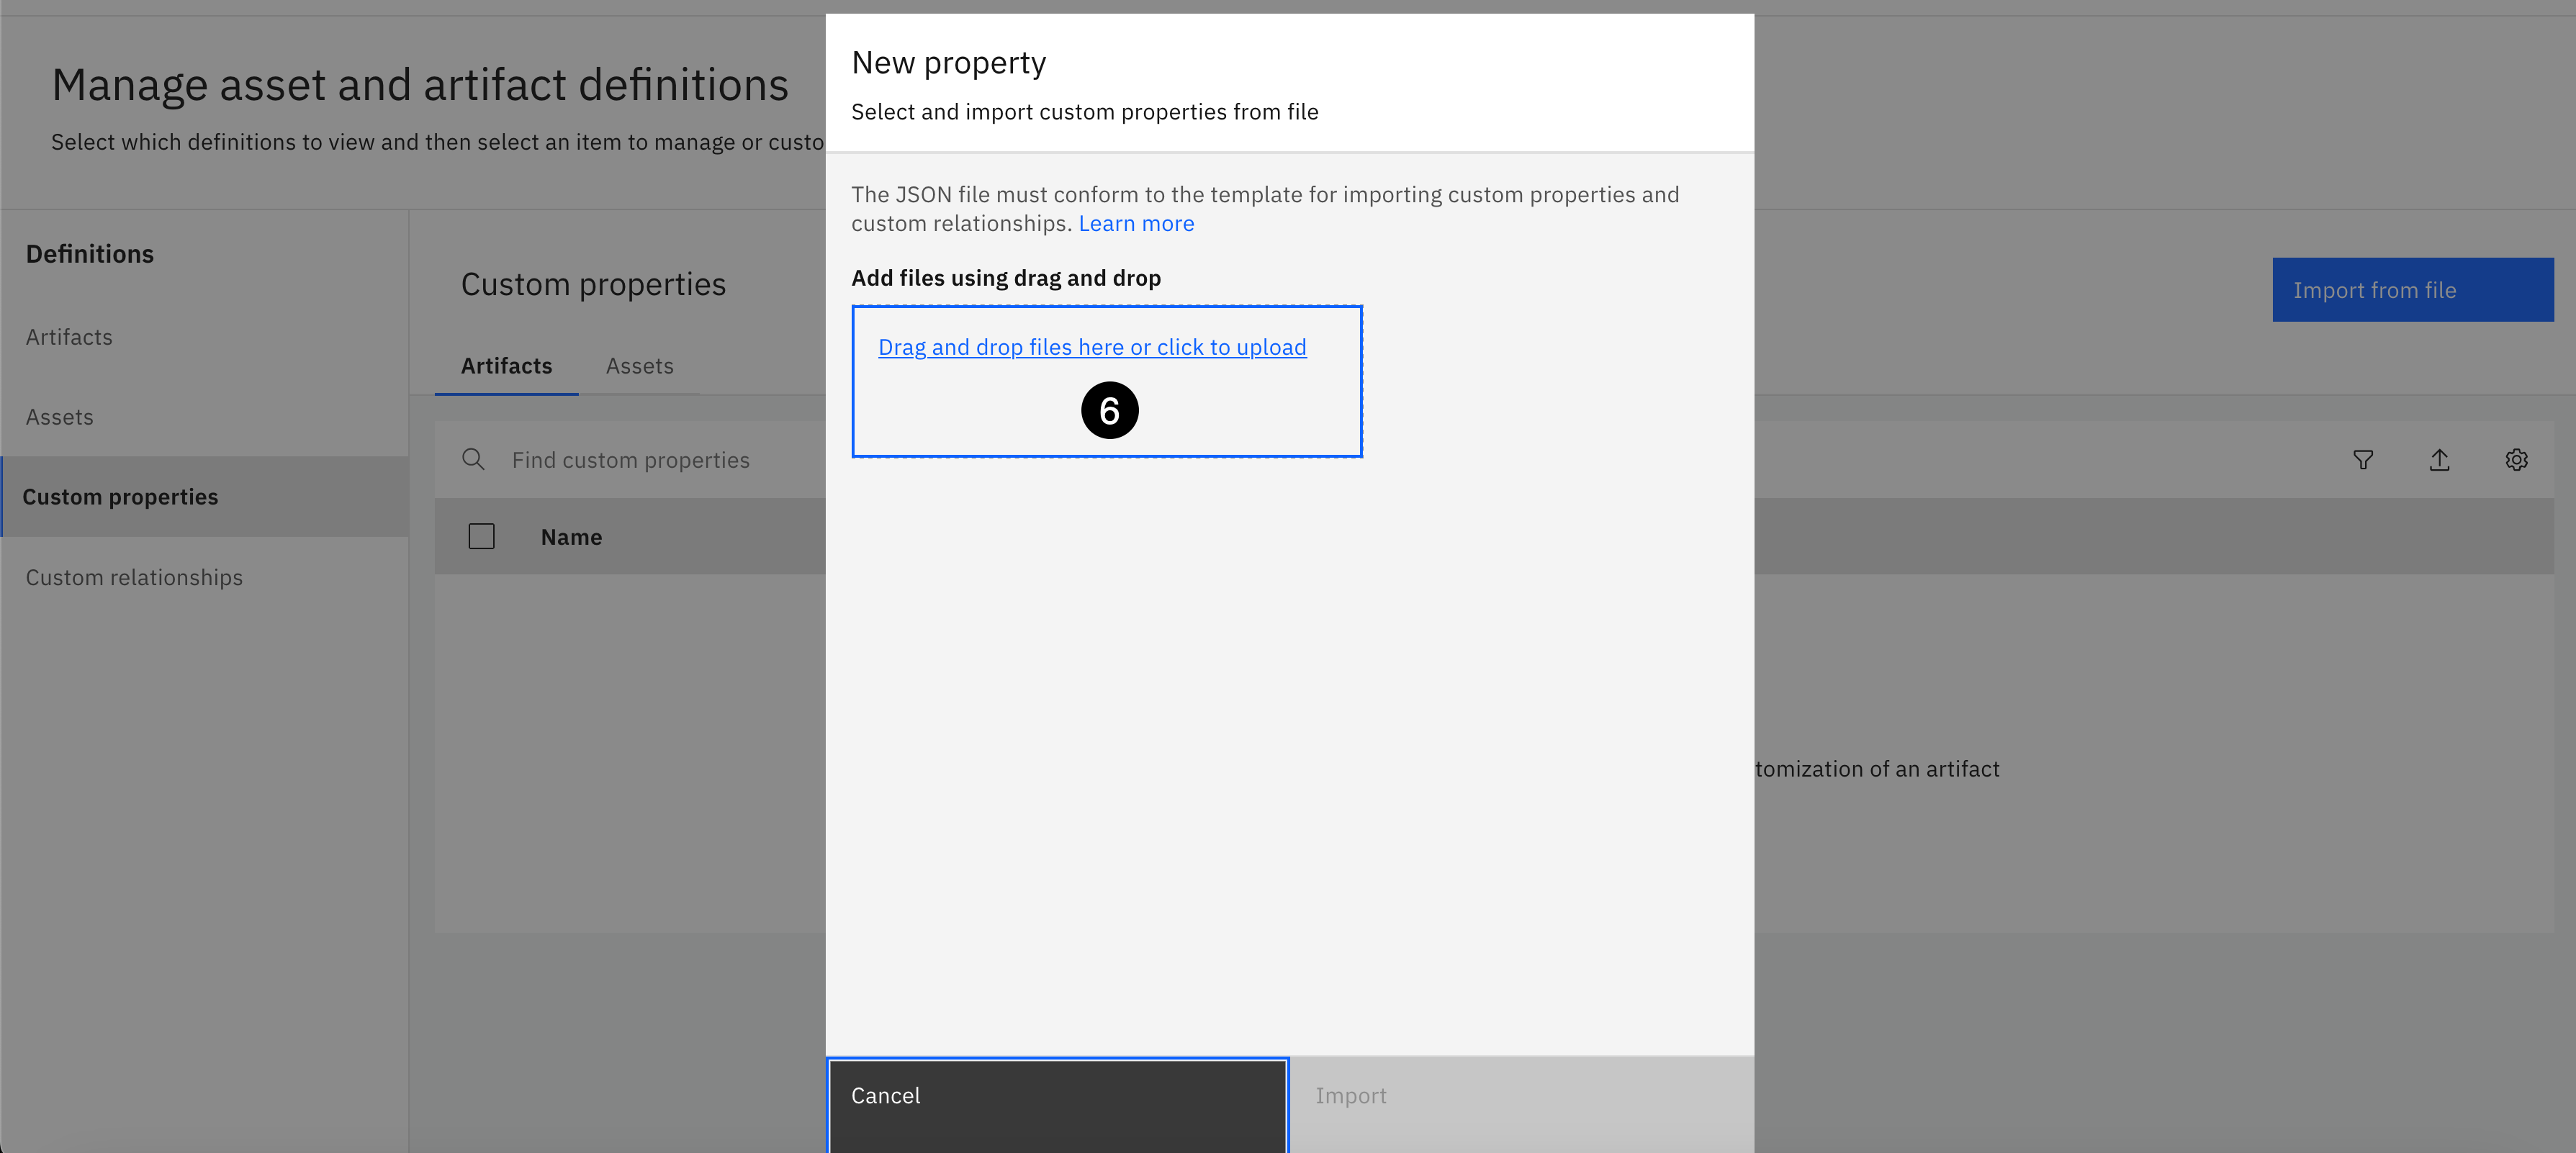 Manage asset and artifact definitions
Select which definitions to view and then select an item to manage or custo
Definitions
Artifacts
Assets
Custom properties
Custom relationships
Custom properties
Artifacts
Assets
Find custom properties
Name
Import from file
tomization of an artifact
New property
Select and import custom properties from file
The JSON file must conform to the template for importing custom properties and
custom relationships. Learn more
Add files using drag and drop
Drag and drop files here or click to upload
6
Cancel
Import